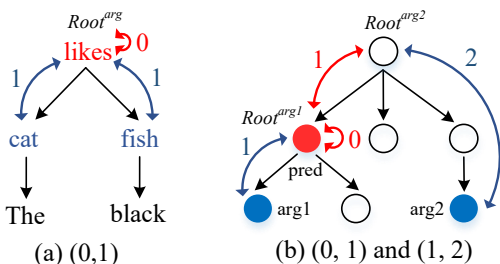 Root^arg
likes 0
1 1
cat fish
The black
(a) (0,1)
Root^arg2
1 2
Root^arg1
1 0
pred
arg1 arg2
(b) (0, 1) and (1, 2)